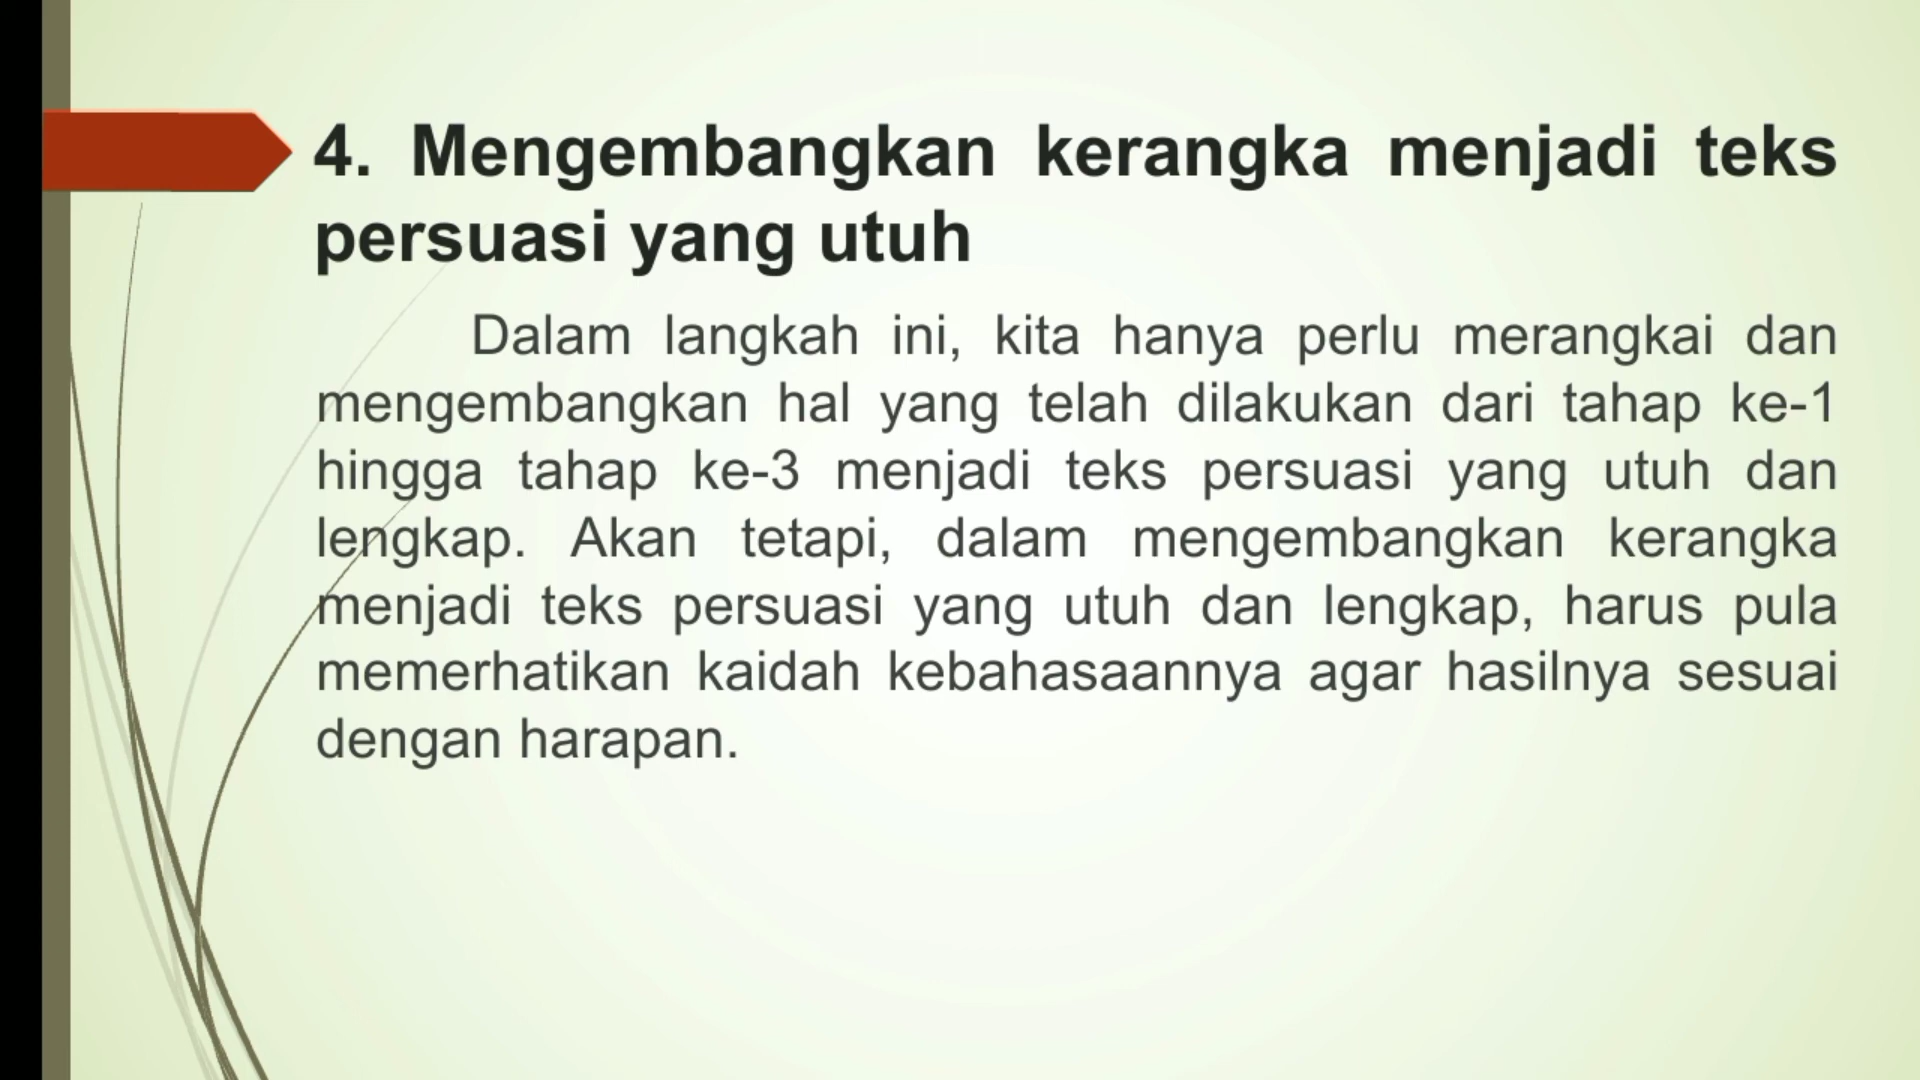 4. Mengembangkan kerangka menjadi teks
persuasi yang utuh
Dalam langkah ini, kita hanya perlu merangkai dan
mengembangkan hal yang telah dilakukan dari tahap ke-1
hingga tahap ke-3 menjadi teks persuasi yang utuh dan
lengkap. Akan tetapi, dalam mengembangkan kerangka
menjadi teks persuasi yang utuh dan lengkap, harus pula
memerhatikan kaidah kebahasaannya agar hasilnya sesuai
dengan harapan.